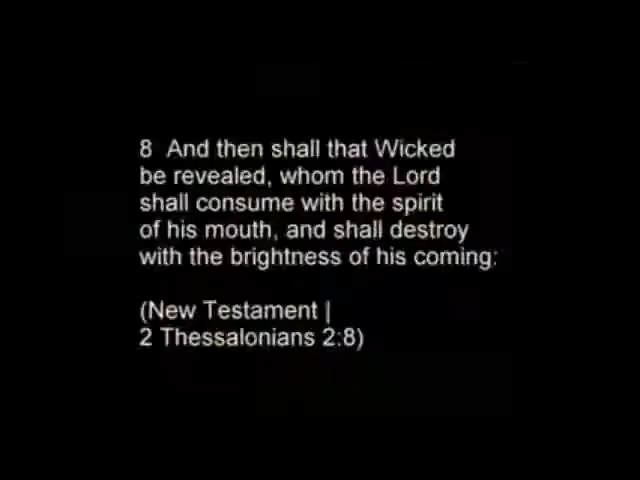 8  And then shall that Wicked
be revealed, whom the Lord
shall consume with the spirit
of his mouth, and shall destroy
with the brightness of his coming:
(New Testament |
2 Thessalonians 2:8)